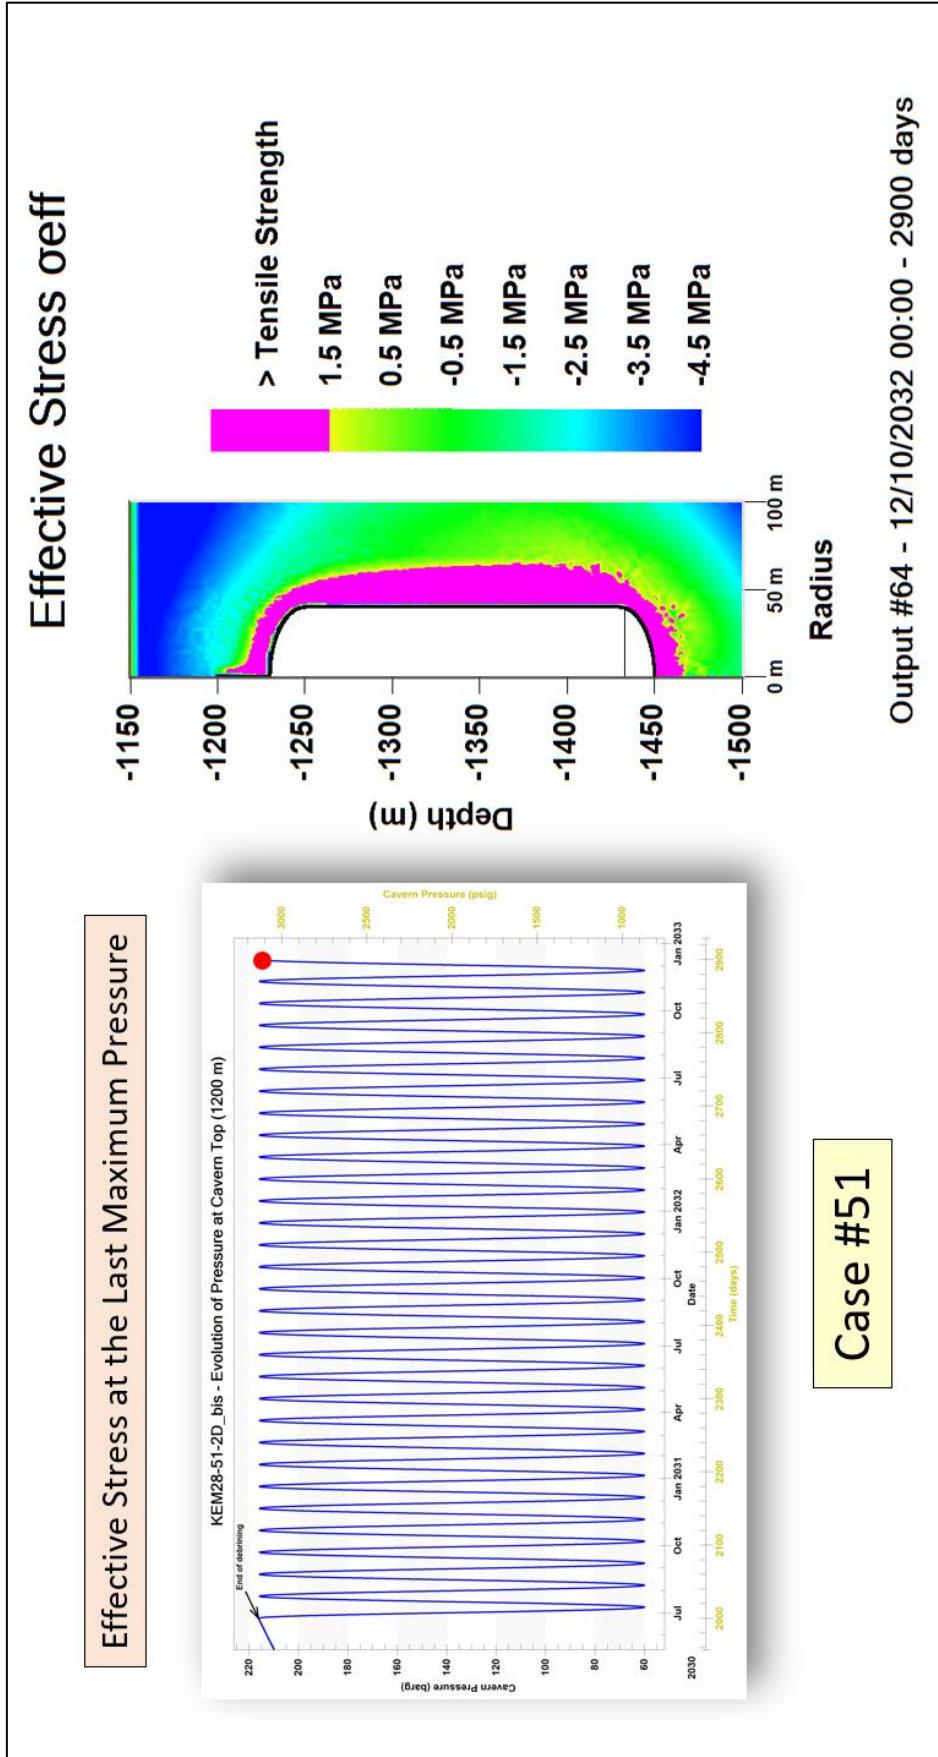 Effective Stress at the Last Maximum Pressure
KEM28-51-2D_bis - Evolution of Pressure at Cavern Top (1200 m)
End of debrining
Cavern Pressure (barg)
220
200
180
160
140
120
100
80
60
Cavern Pressure (psig)
3000
2500
2000
1500
1000
2030
Jul
Oct
Jan 2031
Apr
Jul
Oct
Jan 2032
Apr
Jul
Oct
Jan 2033
Date
2000
2100
2200
2300
2400
2500
2600
2700
2800
2900
Time (days)
Case #51
Effective Stress σeff
Depth (m)
-1150
-1200
-1250
-1300
-1350
-1400
-1450
-1500
0 m
50 m
100 m
Radius
> Tensile Strength
1.5 MPa
0.5 MPa
-0.5 MPa
-1.5 MPa
-2.5 MPa
-3.5 MPa
-4.5 MPa
Output #64 - 12/10/2032 00:00 - 2900 days